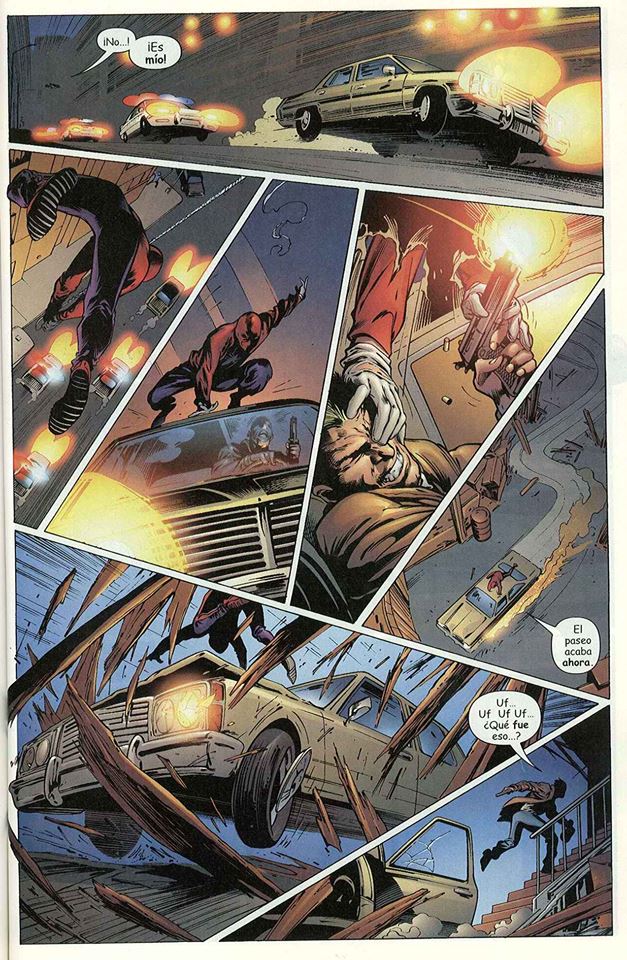 ¡No...!
¡Es
mío!
El
paseo
acaba
ahora.
Uf...
Uf Uf Uf...
¿Qué fue
eso...?